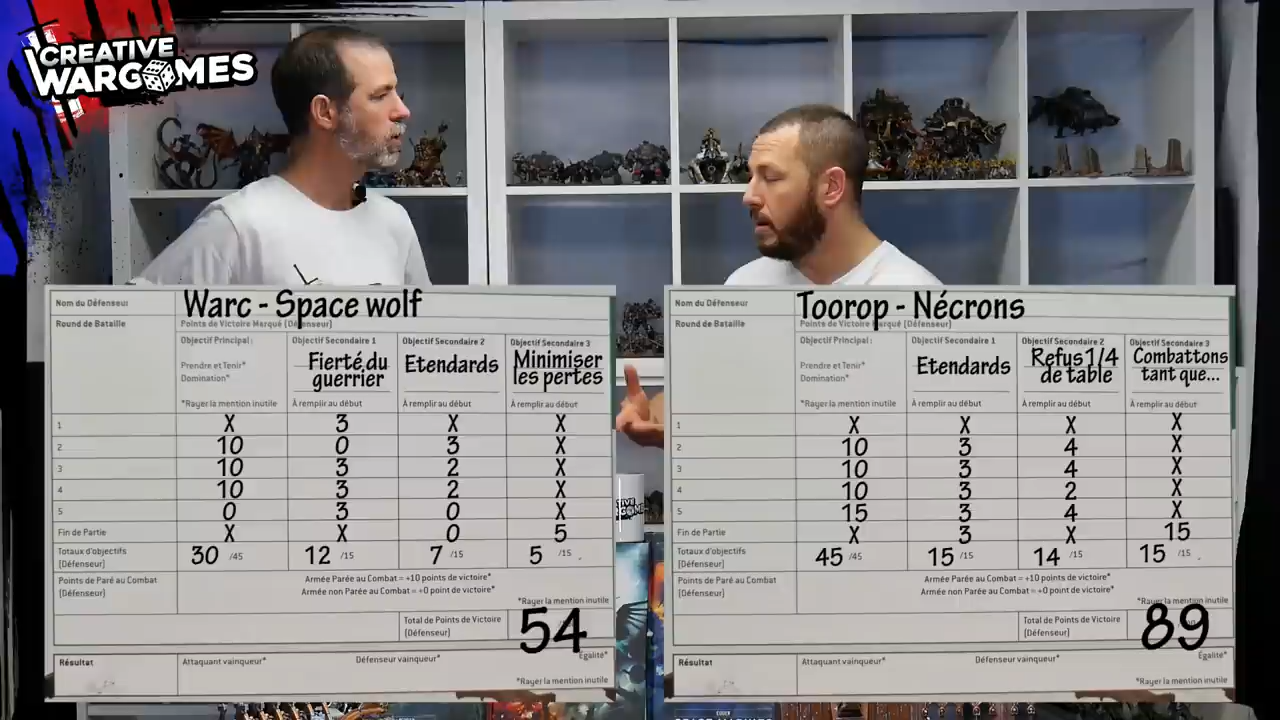 CREATIVE
WARGAMES
Nom du Défenseur
Warc - Space wolf
Round de Bataille
Points de Victoire Marqué [Défenseur]
Objectif Principal:
Prendre et Tenir*
Domination*
*Rayer la mention inutile
Objectif Secondaire 1
Fierté du
guerrier
À remplir au début
Objectif Secondaire 2
Etendards
À remplir au début
Objectif Secondaire 3
Minimiser
les pertes
À remplir au début
1 X 3 X X
2 10 0 3 X
3 10 3 2 X
4 10 3 2 X
5 0 3 0 X
Fin de Partie X X 0 5
Totaux d'objectifs
[Défenseur]
30 /45 12 /15 7 /15 5 /15
Points de Paré au Combat
[Défenseur]
Armée Parée au Combat = +10 points de victoire*
Armée non Parée au Combat = +0 point de victoire*
*Rayer la mention inutile
Total de Points de Victoire
[Défenseur]
54
Résultat
Attaquant vainqueur*
Défenseur vainqueur*
Égalité*
*Rayer la mention inutile
Nom du Défenseur
Toorop - Nécrons
Round de Bataille
Points de Victoire Marqué [Défenseur]
Objectif Principal:
Prendre et Tenir*
Domination*
*Rayer la mention inutile
Objectif Secondaire 1
Etendards
À remplir au début
Objectif Secondaire 2
Refus 1/4
de table
À remplir au début
Objectif Secondaire 3
Combattons
tant que...
À remplir au début
1 X X X X
2 10 3 4 X
3 10 3 4 X
4 10 3 2 X
5 15 3 4 X
Fin de Partie X 3 X 15
Totaux d'objectifs
[Défenseur]
45 /45 15 /15 14 /15 15 /15
Points de Paré au Combat
[Défenseur]
Armée Parée au Combat = +10 points de victoire*
Armée non Parée au Combat = +0 point de victoire*
*Rayer la mention inutile
Total de Points de Victoire
[Défenseur]
89
Résultat
Attaquant vainqueur*
Défenseur vainqueur*
Égalité*
*Rayer la mention inutile